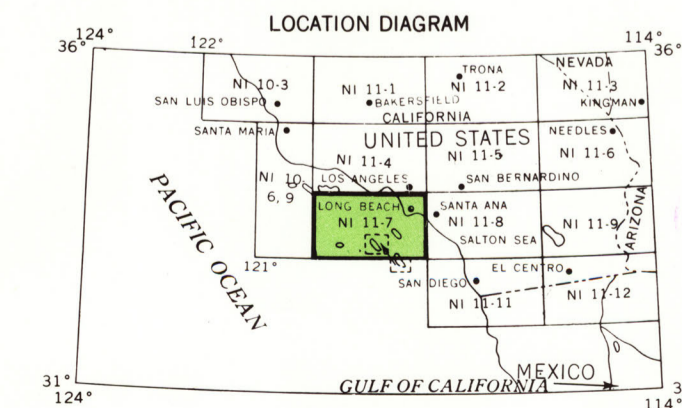 LOCATION DIAGRAM
124°
36°
122°
114°
36°
NEVADA
TRONA
NI 10-3
NI 11-1
NI 11-2
NI 11-3
SAN LUIS OBISPO
BAKERSFIELD
KINGMAN
CALIFORNIA
SANTA MARIA
UNITED STATES
NEEDLES
NI 11-4
NI 11-5
NI 11-6
NI 10-
6, 9
LOS ANGELES
SAN BERNARDINO
LONG BEACH
SANTA ANA
NI 11-7
NI 11-8
NI 11-9
ARIZONA
SALTON SEA
PACIFIC OCEAN
121°
EL CENTRO
SAN DIEGO
NI 11-11
NI 11-12
MEXICO
GULF OF CALIFORNIA
31°
124°
3
114°